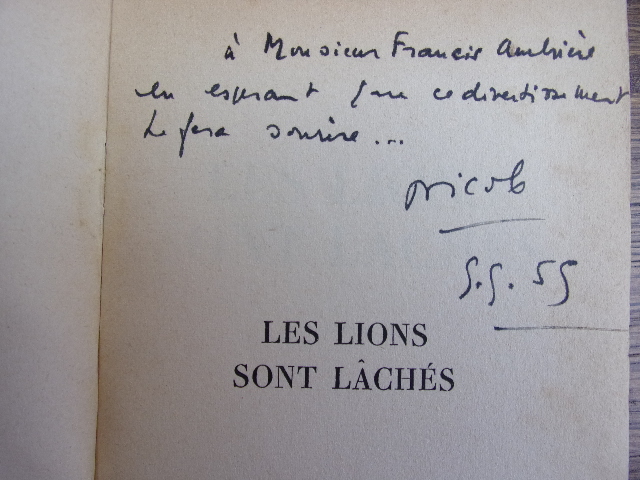 à Monsieur Francis Ambrière
en espérant que ce divertissement
le fera sourire...
Nicole
5.5.55
LES LIONS
SONT LÂCHÉS